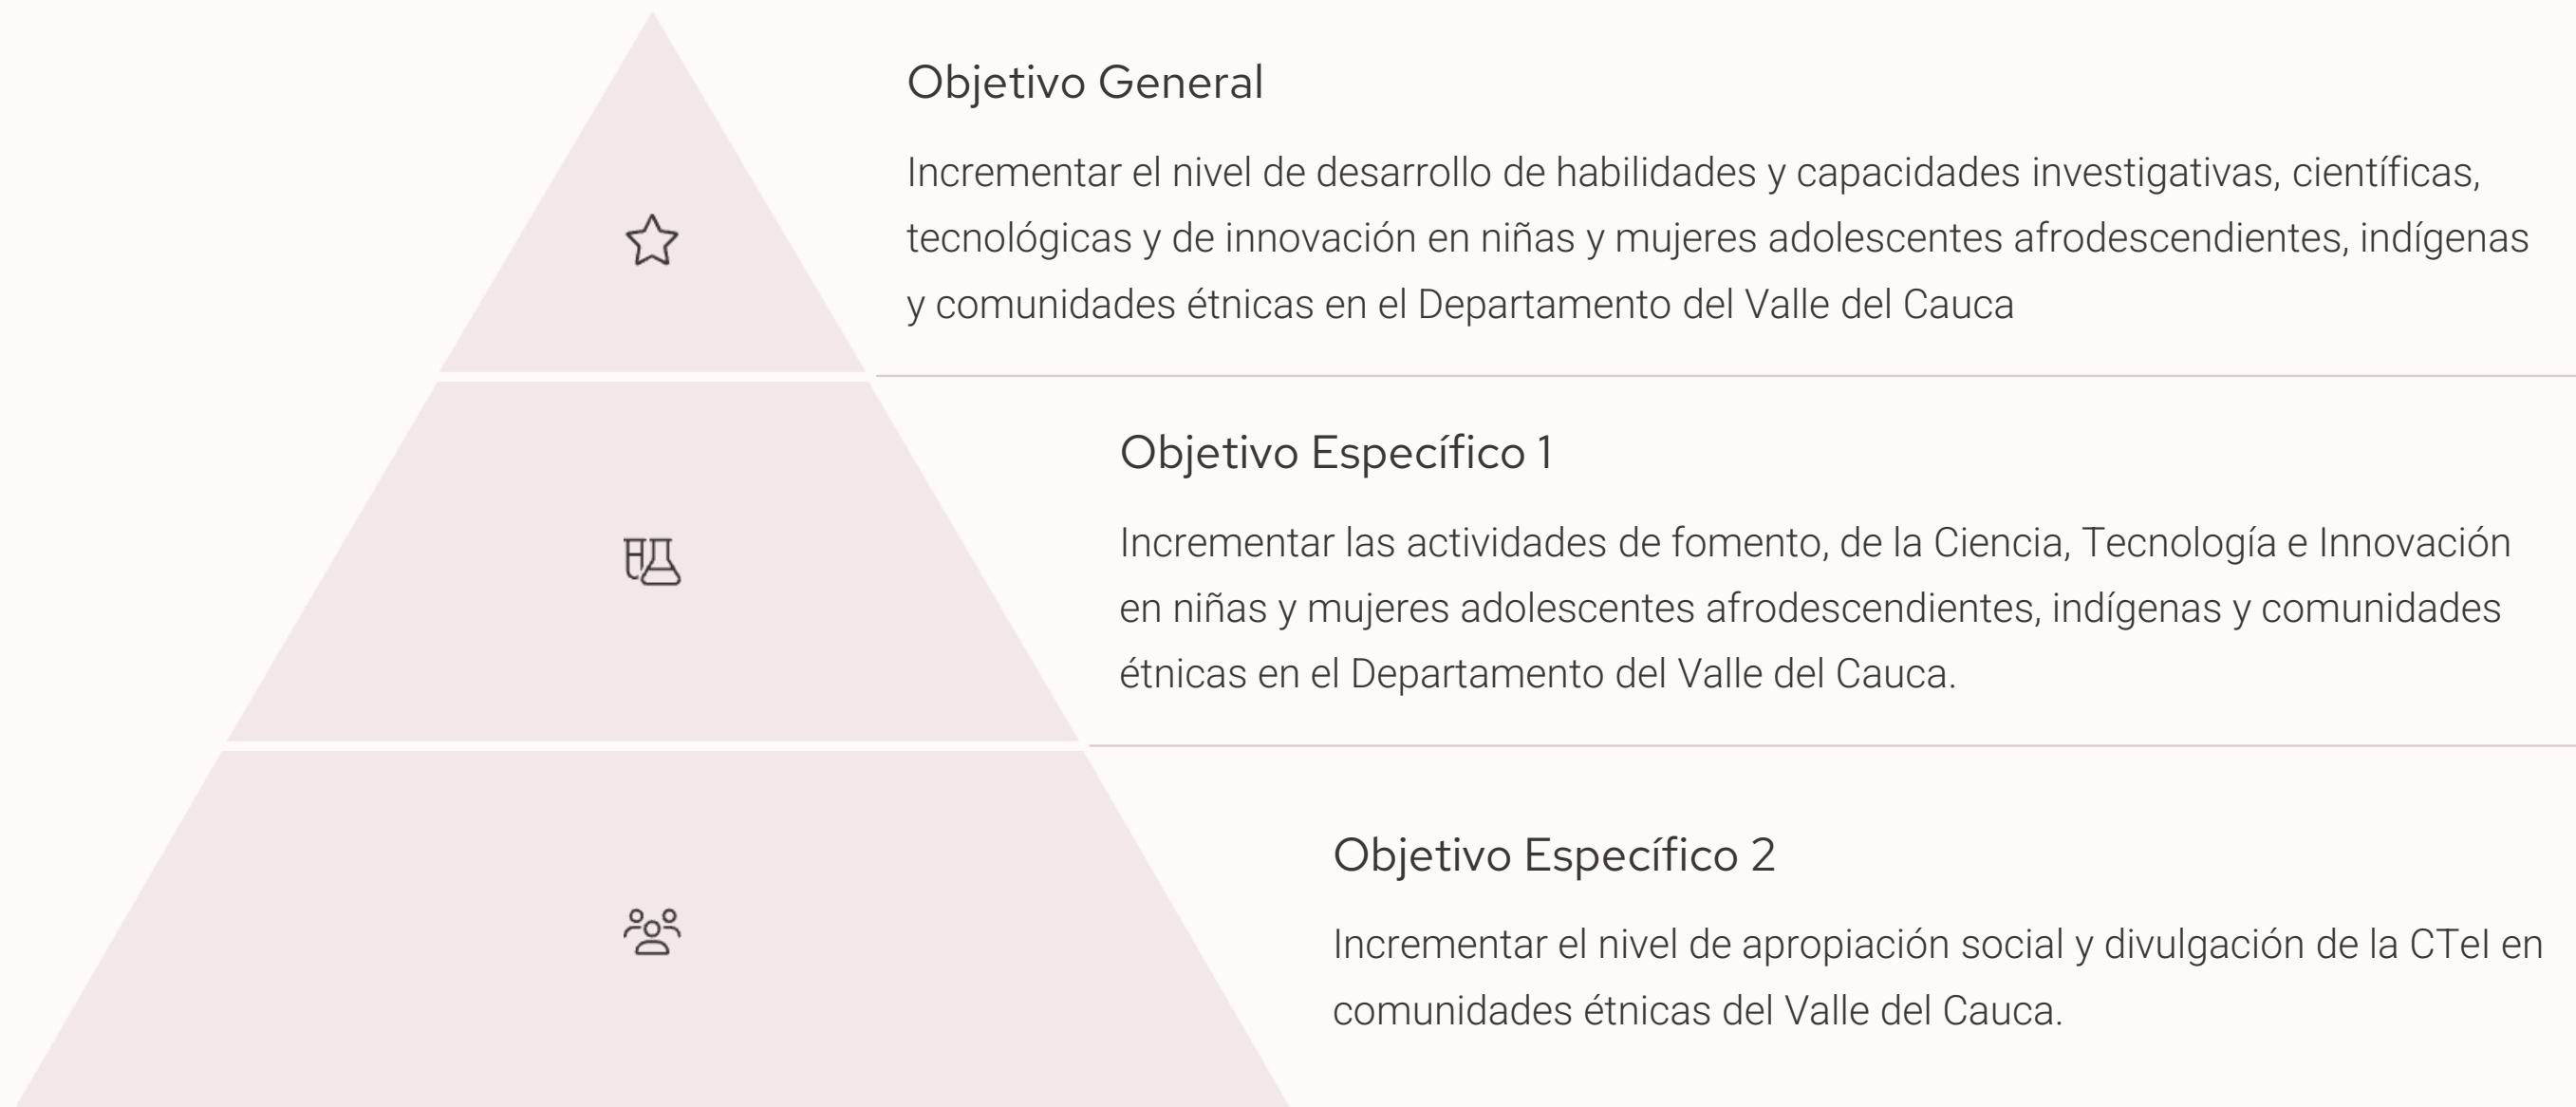 Objetivo General
Incrementar el nivel de desarrollo de habilidades y capacidades investigativas, científicas,
tecnológicas y de innovación en niñas y mujeres adolescentes afrodescendientes, indígenas
y comunidades étnicas en el Departamento del Valle del Cauca
Objetivo Específico 1
Incrementar las actividades de fomento, de la Ciencia, Tecnología e Innovación
en niñas y mujeres adolescentes afrodescendientes, indígenas y comunidades
étnicas en el Departamento del Valle del Cauca.
Objetivo Específico 2
Incrementar el nivel de apropiación social y divulgación de la CTeI en
comunidades étnicas del Valle del Cauca.